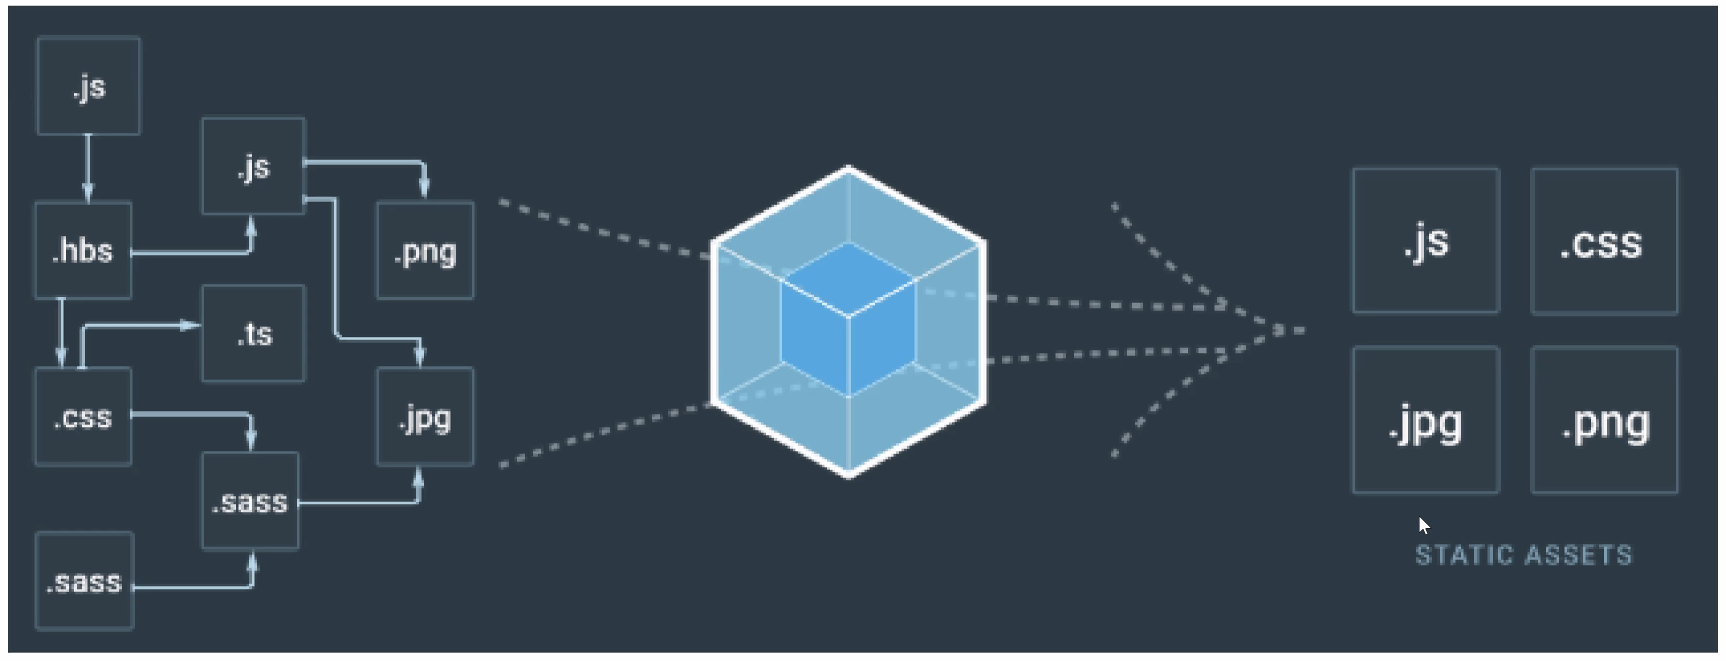 .js
.js
.hbs
.png
.ts
.css
.jpg
.sass
.sass
.js
.css
.jpg
.png
STATIC ASSETS